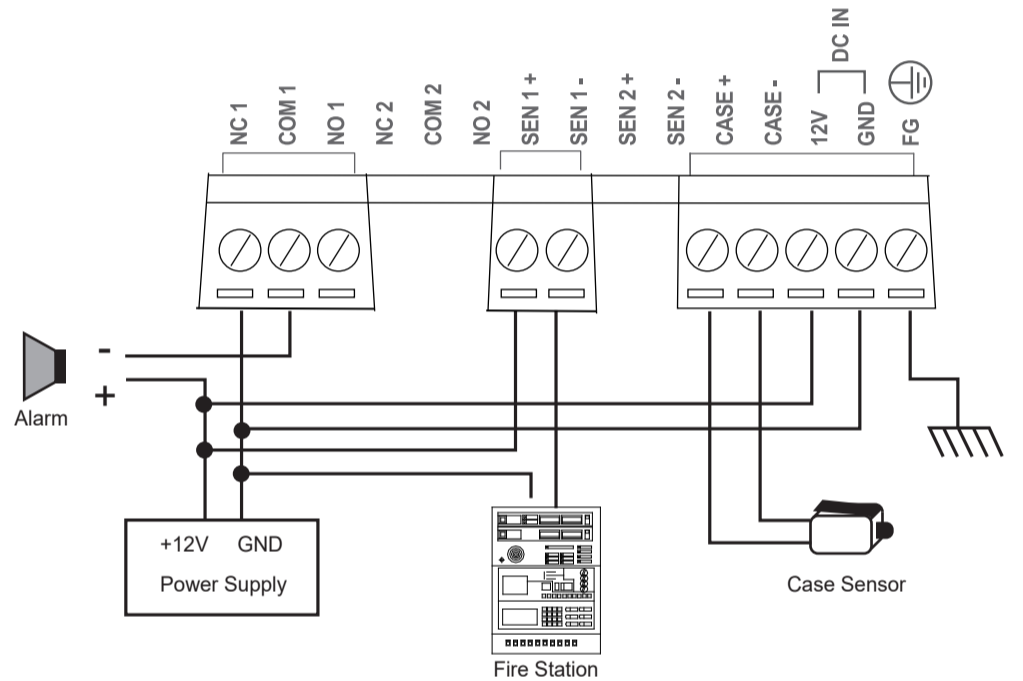 DC IN
NC 1
COM 1
NO 1
NC 2
COM 2
NO 2
SEN 1 +
SEN 1 -
SEN 2 +
SEN 2 -
CASE +
CASE -
12V
GND
FG
-
+
Alarm
+12V GND
Power Supply
Case Sensor
Fire Station